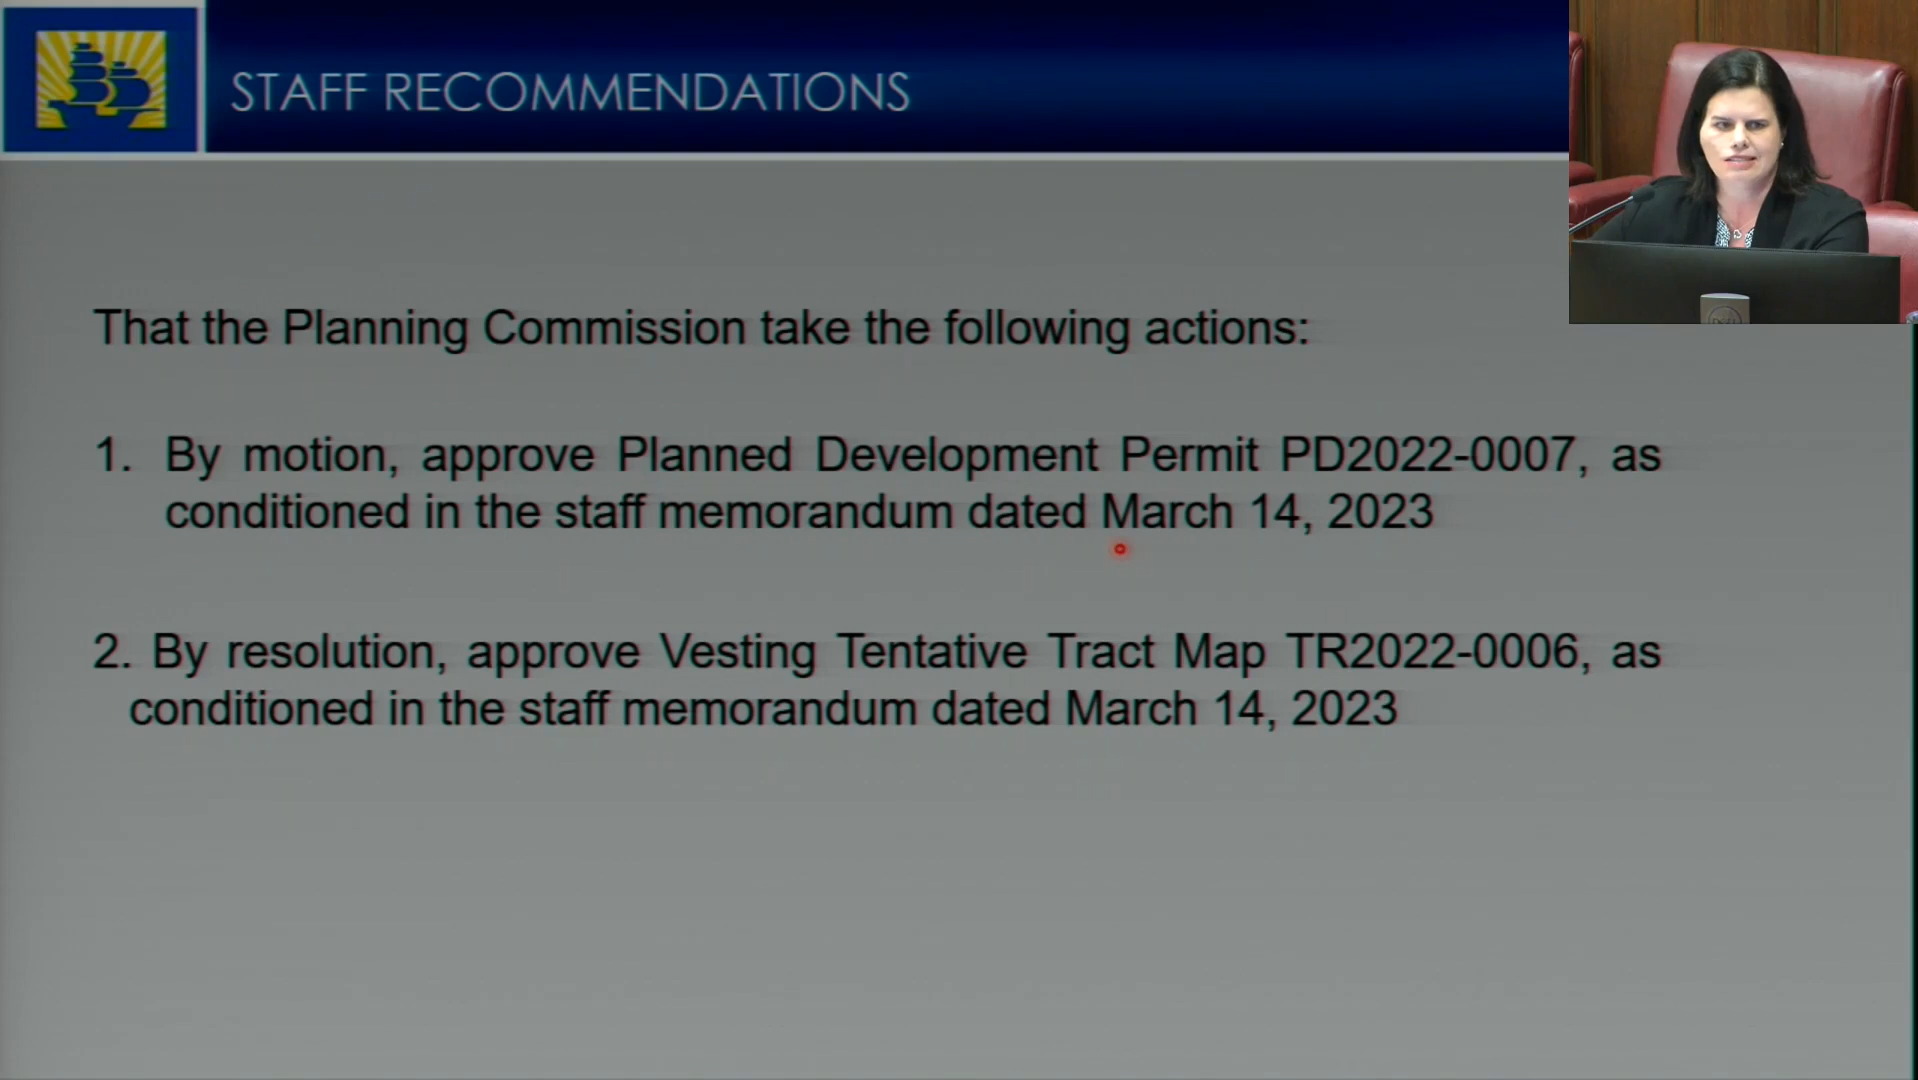 STAFF RECOMMENDATIONS
That the Planning Commission take the following actions:
1. By motion, approve Planned Development Permit PD2022-0007, as
conditioned in the staff memorandum dated March 14, 2023
2. By resolution, approve Vesting Tentative Tract Map TR2022-0006, as
conditioned in the staff memorandum dated March 14, 2023